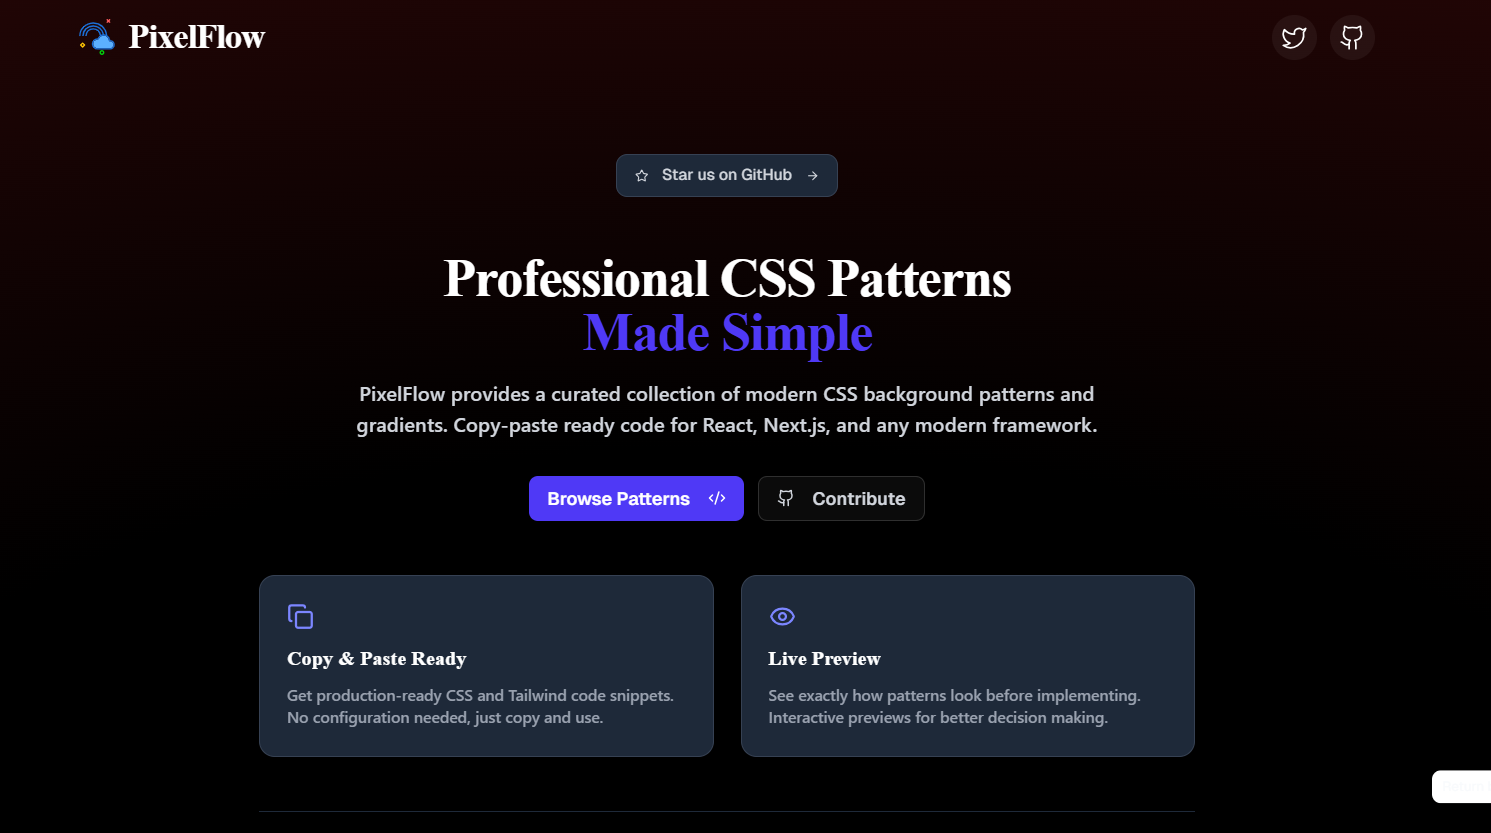 PixelFlow
Star us on GitHub
Professional CSS Patterns
Made Simple
PixelFlow provides a curated collection of modern CSS background patterns and
gradients. Copy-paste ready code for React, Next.js, and any modern framework.
Browse Patterns </>
Contribute
Copy & Paste Ready
Get production-ready CSS and Tailwind code snippets.
No configuration needed, just copy and use.
Live Preview
See exactly how patterns look before implementing.
Interactive previews for better decision making.